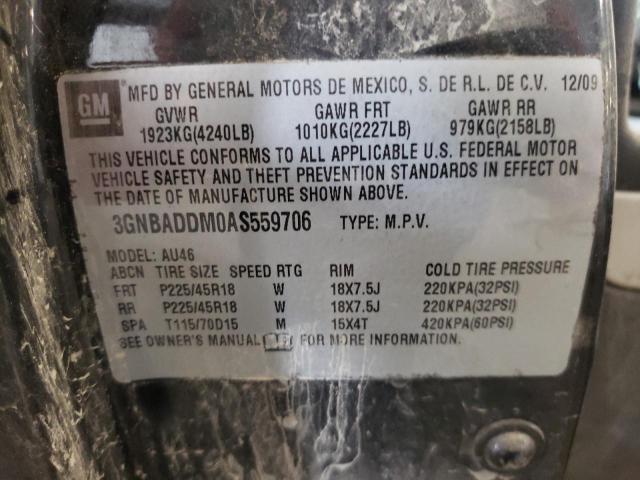 GM
MFD BY GENERAL MOTORS DE MEXICO, S. DE R.L. DE C.V. 12/09
GVWR GAWR FRT GAWR RR
1923KG(4240LB) 1010KG(2227LB) 979KG(2158LB)
THIS VEHICLE CONFORMS TO ALL APPLICABLE U.S. FEDERAL MOTOR
VEHICLE SAFETY AND THEFT PREVENTION STANDARDS IN EFFECT ON
THE DATE OF MANUFACTURE SHOWN ABOVE.
3GNBADDM0AS559706 TYPE: M.P.V.
MODEL: AU46
ABCN TIRE SIZE SPEED RTG RIM COLD TIRE PRESSURE
FRT P225/45R18 W 18X7.5J 220KPA(32PSI)
RR P225/45R18 W 18X7.5J 220KPA(32PSI)
SPA T115/70D15 M 15X4T 420KPA(60PSI)
SEE OWNER'S MANUAL FOR MORE INFORMATION.